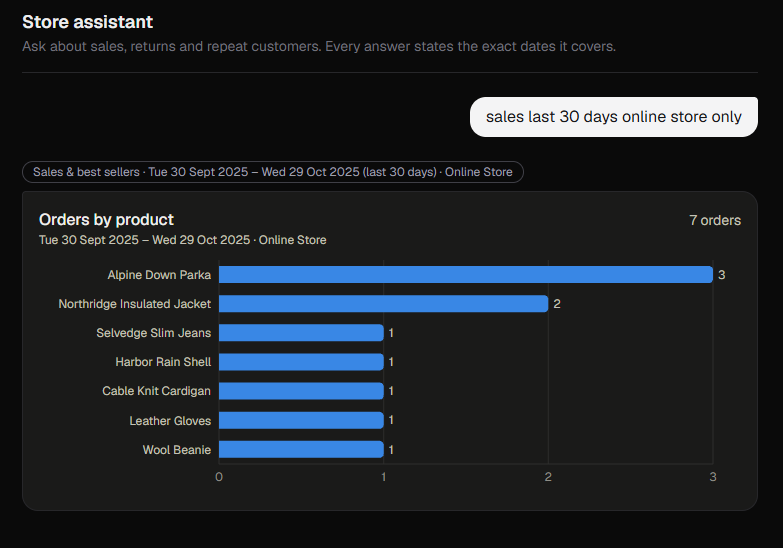 Store assistant
Ask about sales, returns and repeat customers. Every answer states the exact dates it covers.
sales last 30 days online store only
Sales & best sellers · Tue 30 Sept 2025 – Wed 29 Oct 2025 (last 30 days) · Online Store
Orders by product
7 orders
Tue 30 Sept 2025 – Wed 29 Oct 2025 · Online Store
Alpine Down Parka 3
Northridge Insulated Jacket 2
Selvedge Slim Jeans 1
Harbor Rain Shell 1
Cable Knit Cardigan 1
Leather Gloves 1
Wool Beanie 1
0 1 2 3